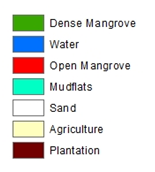 Dense Mangrove
Water
Open Mangrove
Mudflats
Sand
Agriculture
Plantation